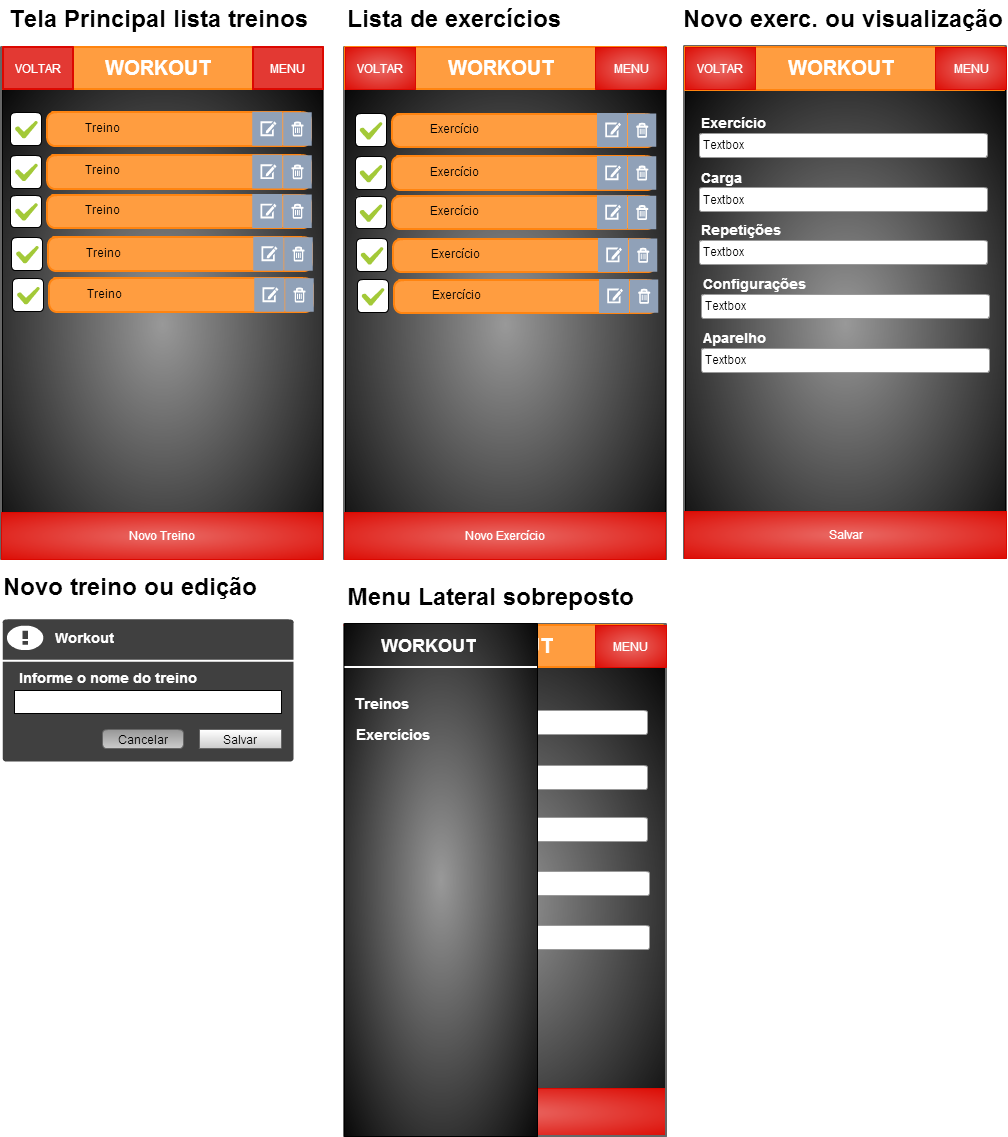 Tela Principal lista treinos
VOLTAR
WORKOUT
MENU
Treino
Treino
Treino
Treino
Treino
Novo Treino
Lista de exercícios
VOLTAR
WORKOUT
MENU
Exercício
Exercício
Exercício
Exercício
Exercício
Novo Exercício
Novo exerc. ou visualização
VOLTAR
WORKOUT
MENU
Exercício
Textbox
Carga
Textbox
Repetições
Textbox
Configurações
Textbox
Aparelho
Textbox
Salvar
Novo treino ou edição
Workout
Informe o nome do treino
Cancelar
Salvar
Menu Lateral sobreposto
WORKOUT
T
MENU
Treinos
Exercícios